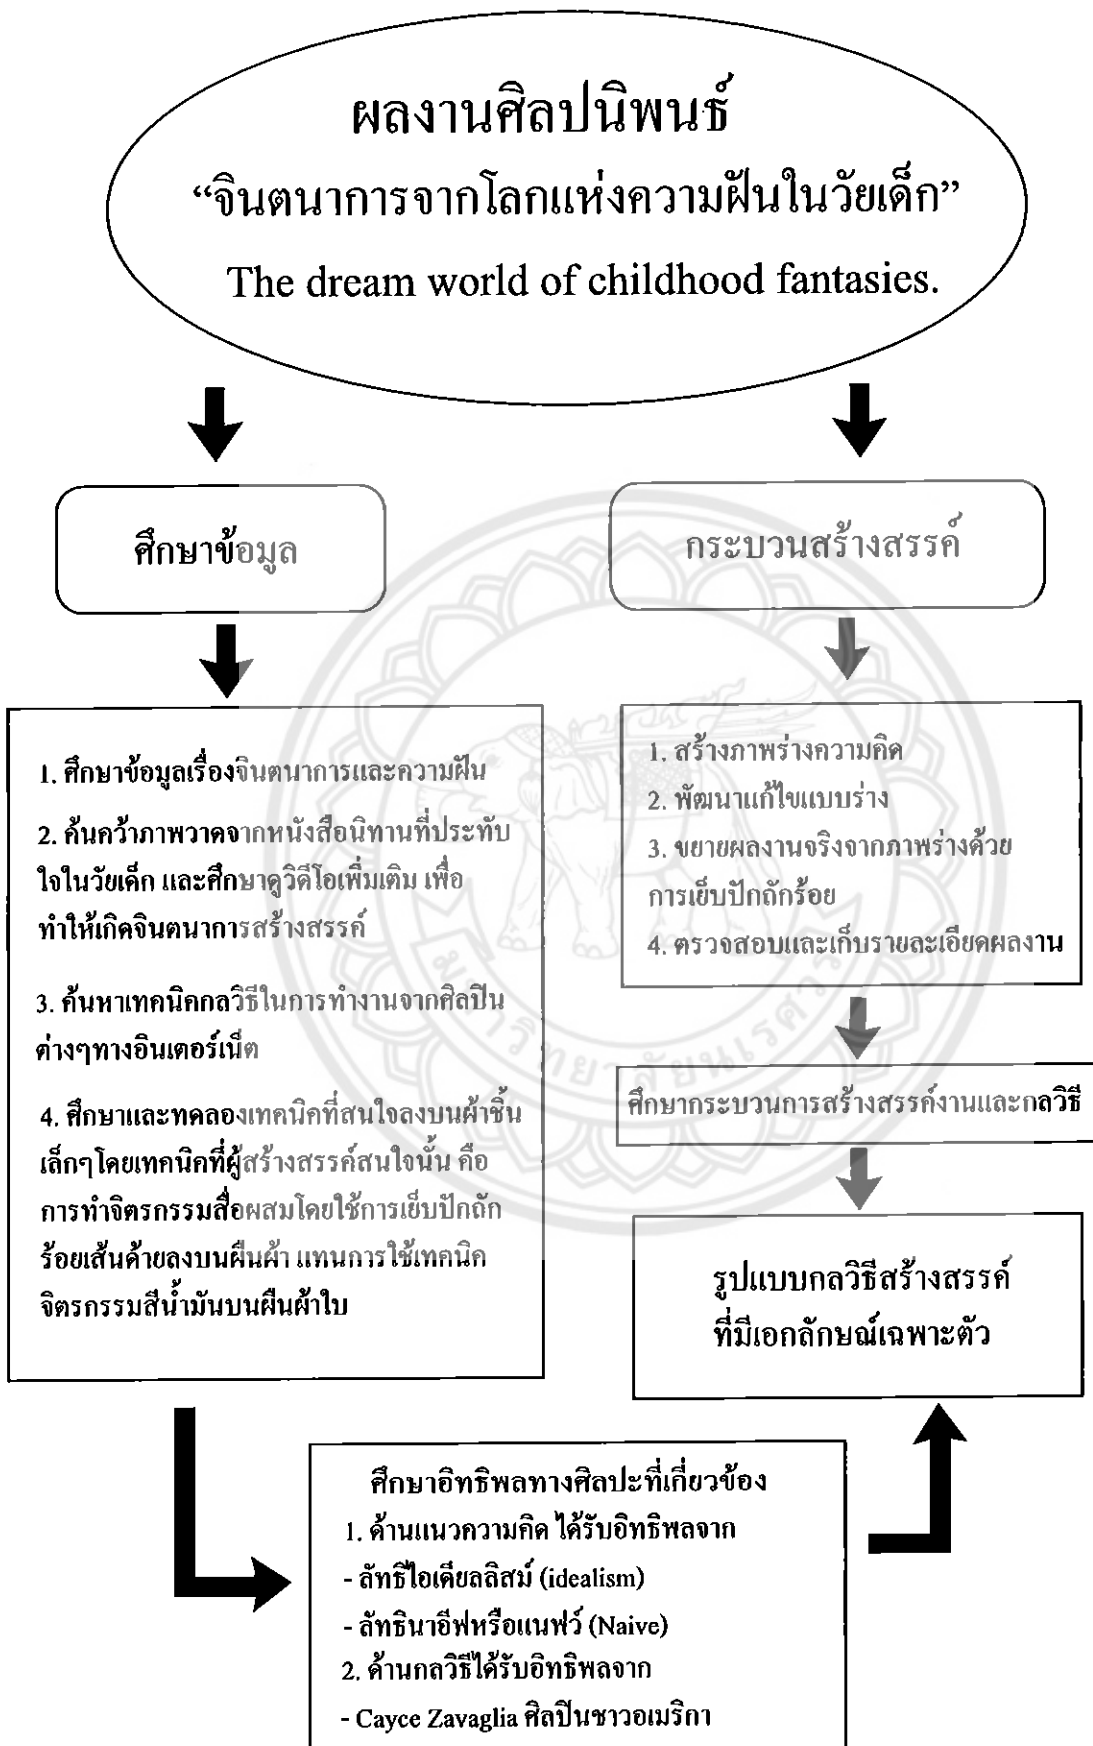 ผลงานศิลปนิพนธ์
“จินตนาการจากโลกแห่งความฝันในวัยเด็ก”
The dream world of childhood fantasies.
ศึกษาข้อมูล
กระบวนสร้างสรรค์
1. ศึกษาข้อมูลเรื่องจินตนาการและความฝัน
2. ค้นคว้าภาพวาดจากหนังสือนิทานที่ประทับ
ใจในวัยเด็ก และศึกษาดูวิดีโอเพิ่มเติม เพื่อ
ทำให้เกิดจินตนาการสร้างสรรค์
3. ค้นหาเทคนิคกลวิธีในการทำงานจากศิลปิน
ต่างๆทางอินเตอร์เน็ต
4. ศึกษาและทดลองเทคนิคที่สนใจลงบนผ้าชิ้น
เล็กๆโดยเทคนิคที่ผู้สร้างสรรค์สนใจนั้น คือ
การทำจิตรกรรมสื่อผสมโดยใช้การเย็บปักถัก
ร้อยเส้นด้ายลงบนผืนผ้า แทนการใช้เทคนิค
จิตรกรรมสีน้ำมันบนผืนผ้าใบ
1. สร้างภาพร่างความคิด
2. พัฒนาแก้ไขแบบร่าง
3. ขยายผลงานจริงจากภาพร่างด้วย
การเย็บปักถักร้อย
4. ตรวจสอบและเก็บรายละเอียดผลงาน
มหาวิทยาลัยนเรศวร
ศึกษากระบวนการสร้างสรรค์งานและกลวิธี
รูปแบบกลวิธีสร้างสรรค์
ที่มีเอกลักษณ์เฉพาะตัว
ศึกษาอิทธิพลทางศิลปะที่เกี่ยวข้อง
1. ด้านแนวความคิด ได้รับอิทธิพลจาก
- ลัทธิไอเดียลลิสม์ (idealism)
- ลัทธินาอีฟหรือแนฟว์ (Naive)
2. ด้านกลวิธีได้รับอิทธิพลจาก
- Cayce Zavaglia ศิลปินชาวอเมริกา